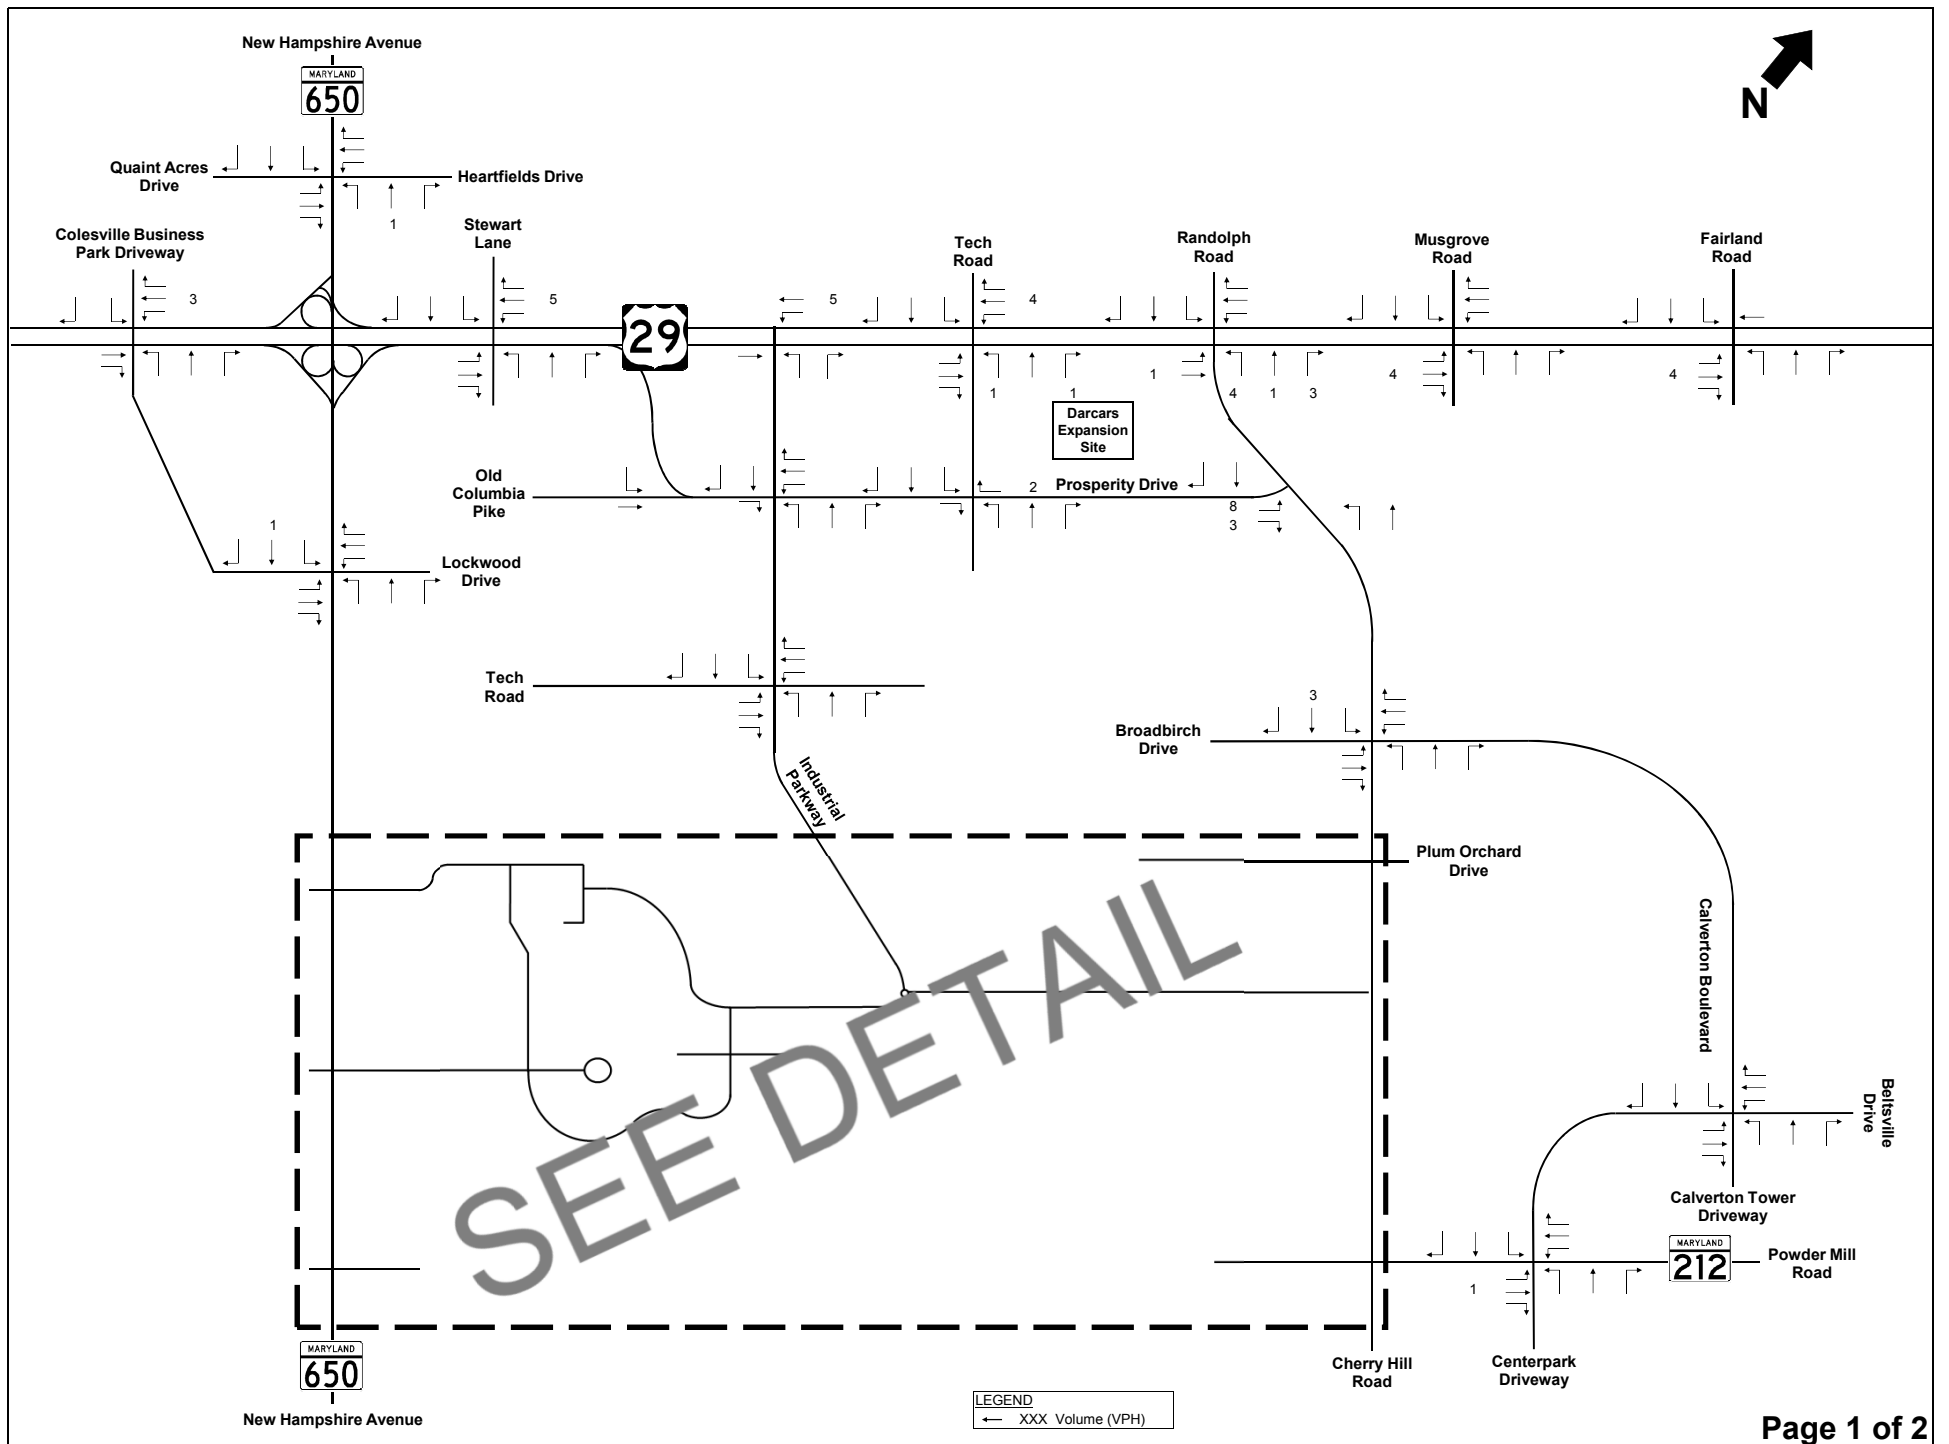 New Hampshire Avenue
MARYLAND
650
N
Quaint Acres
Drive
Heartfields Drive
1
Colesville Business
Park Driveway
Stewart
Lane
Tech
Road
Randolph
Road
Musgrove
Road
Fairland
Road
3
5
5
4
29
1
4
4
1
1
4
1
3
Darcars
Expansion
Site
Old
Columbia
Pike
2
Prosperity Drive
8
3
1
Lockwood
Drive
Tech
Road
3
Broadbirch
Drive
Industrial
Parkway
Plum Orchard
Drive
Calverton Boulevard
SEE DETAIL
Beltsville
Drive
Calverton Tower
Driveway
MARYLAND
212
Powder Mill
Road
1
MARYLAND
650
New Hampshire Avenue
Cherry Hill
Road
Centerpark
Driveway
LEGEND
XXX Volume (VPH)
Page 1 of 2